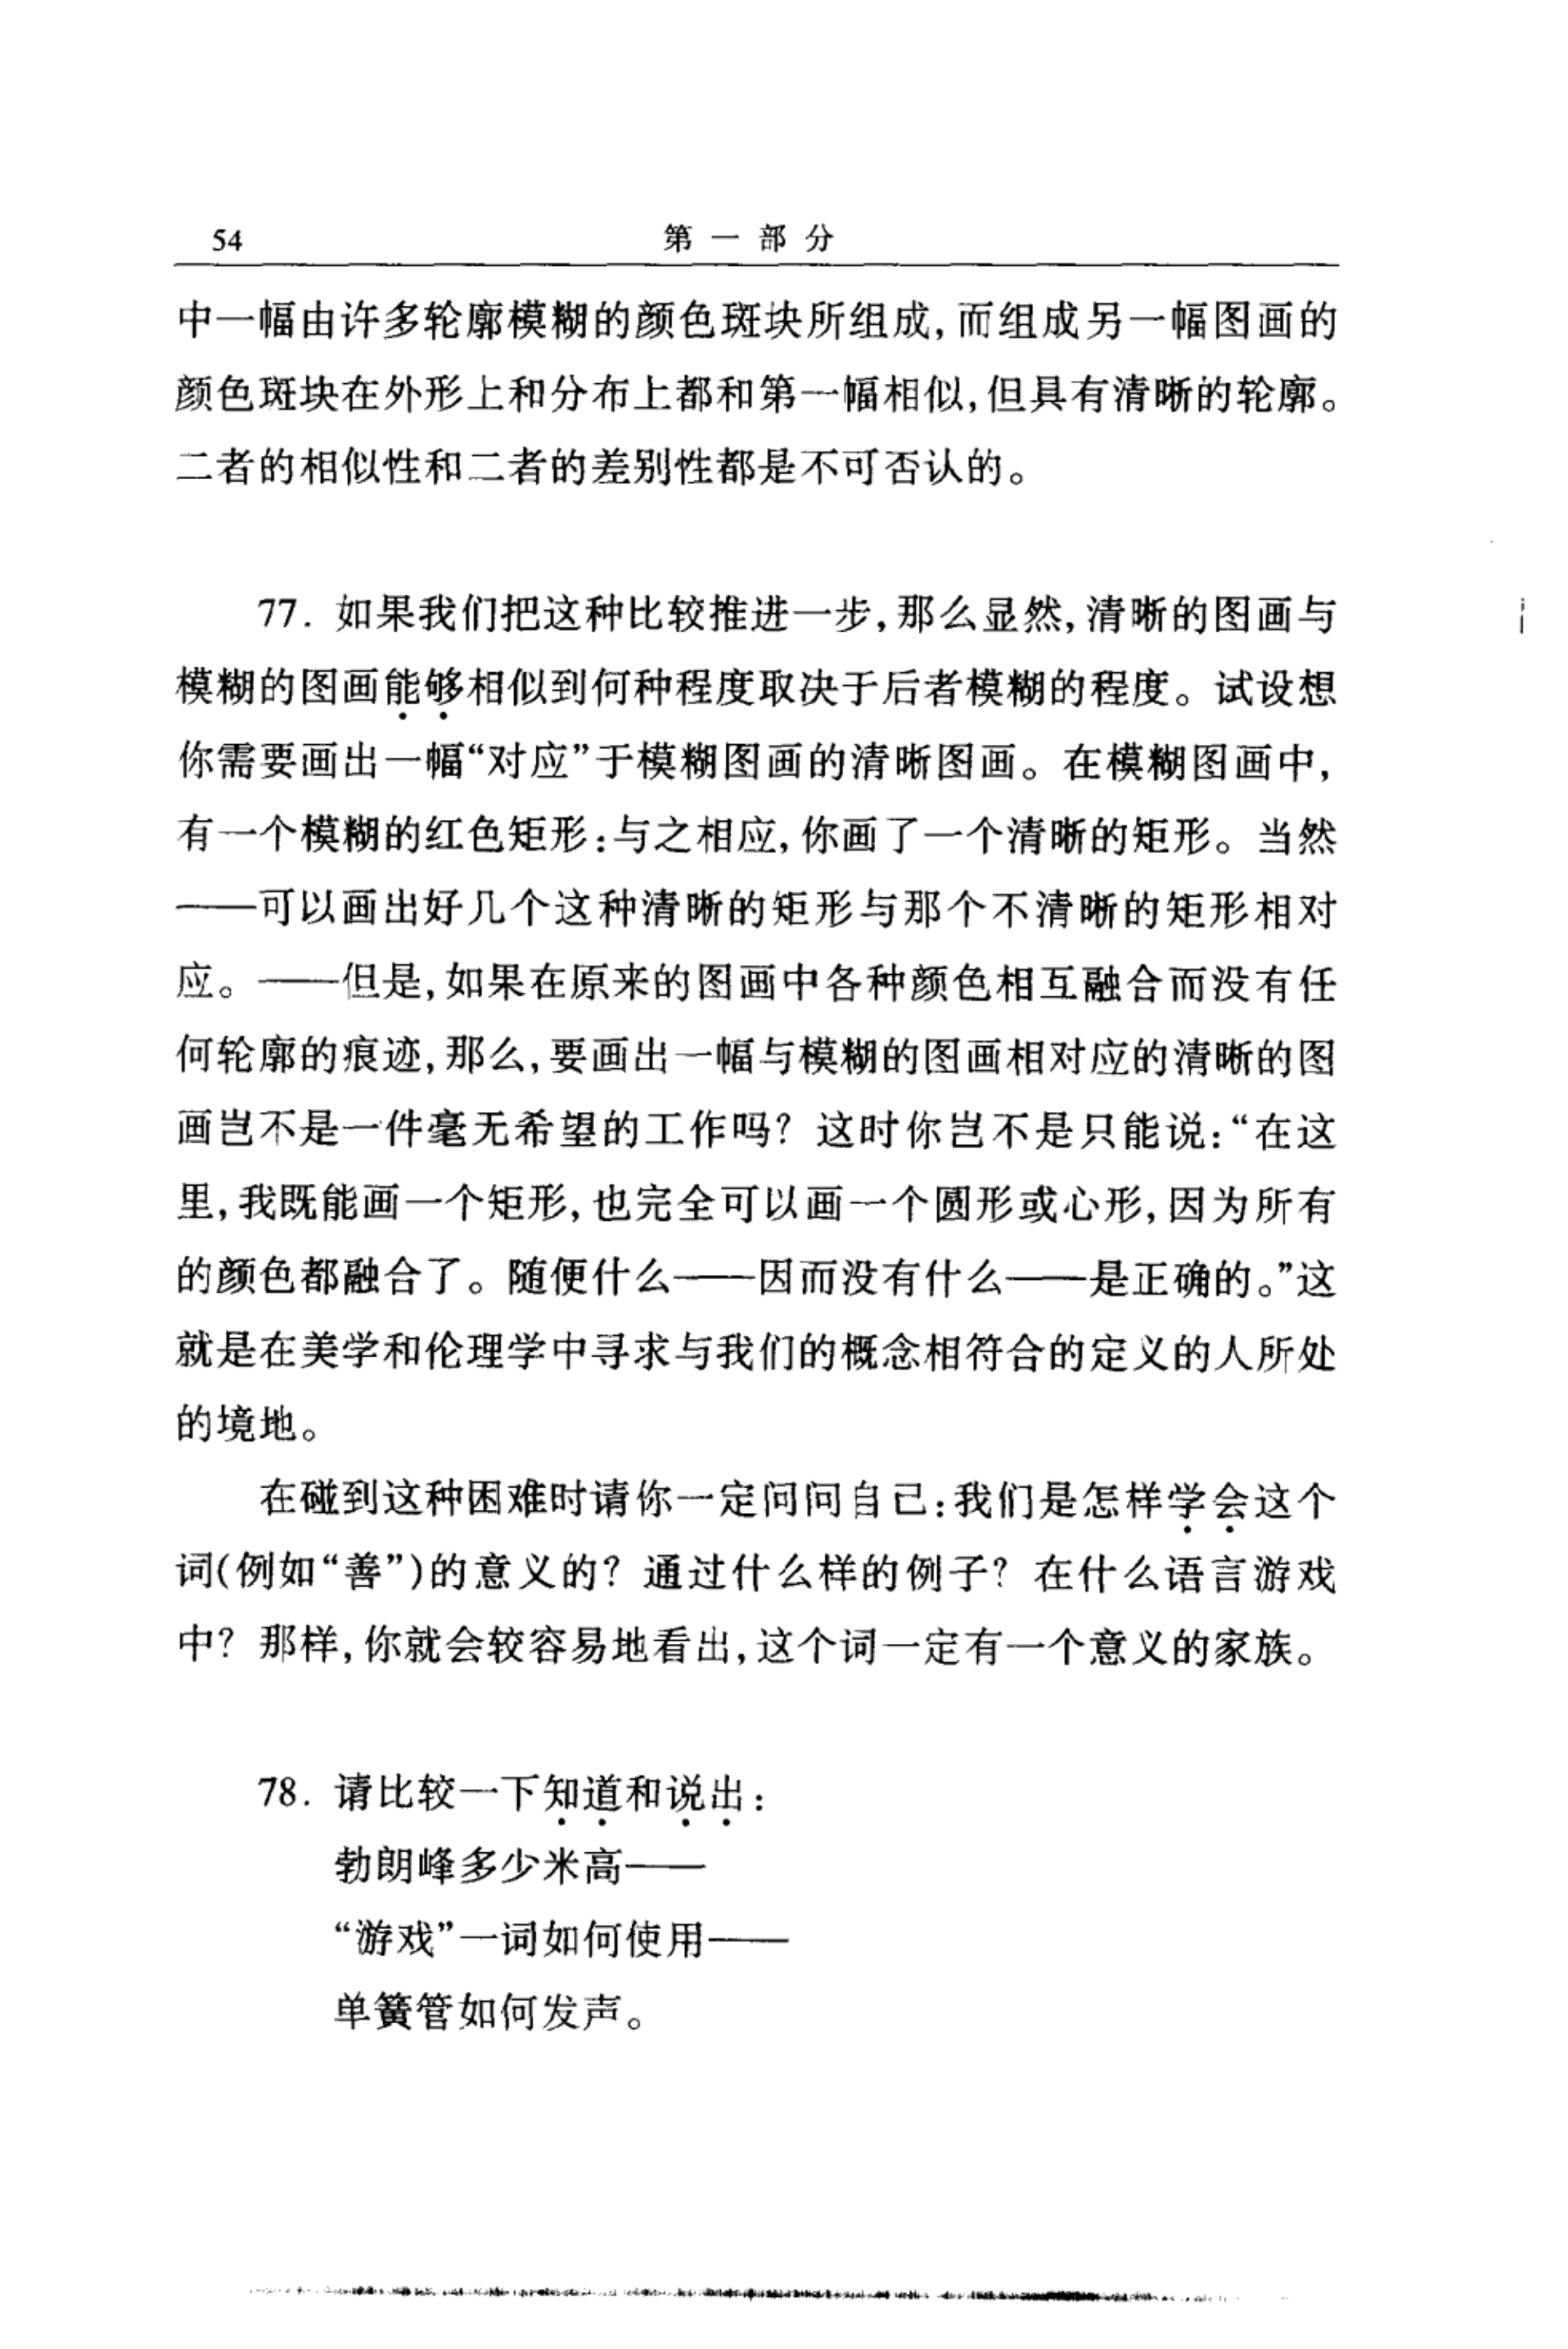 54
第一部分
中一幅由许多轮廓模糊的颜色斑块所组成,而组成另一幅图画的
颜色斑块在外形上和分布上都和第一幅相似,但具有清晰的轮廓。
二者的相似性和二者的差别性都是不可否认的。
77. 如果我们把这种比较推进一步,那么显然,清晰的图画与
模糊的图画能够相似到何种程度取决于后者模糊的程度。试设想
你需要画出一幅“对应”于模糊图画的清晰图画。在模糊图画中,
有一个模糊的红色矩形:与之相应,你画了一个清晰的矩形。当然
——可以画出好几个这种清晰的矩形与那个不清晰的矩形相对
应。——但是,如果在原来的图画中各种颜色相互融合而没有任
何轮廓的痕迹,那么,要画出一幅与模糊的图画相对应的清晰的图
画岂不是一件毫无希望的工作吗? 这时你岂不是只能说:“在这
里,我既能画一个矩形,也完全可以画一个圆形或心形,因为所有
的颜色都融合了。随便什么——因而没有什么——是正确的。”这
就是在美学和伦理学中寻求与我们的概念相符合的定义的人所处
的境地。
在碰到这种困难时请你一定问问自己:我们是怎样学会这个
词(例如“善”)的意义的? 通过什么样的例子? 在什么语言游戏
中? 那样,你就会较容易地看出,这个词一定有一个意义的家族。
78. 请比较一下知道和说出:
勃朗峰多少米高——
“游戏”一词如何使用——
单簧管如何发声。